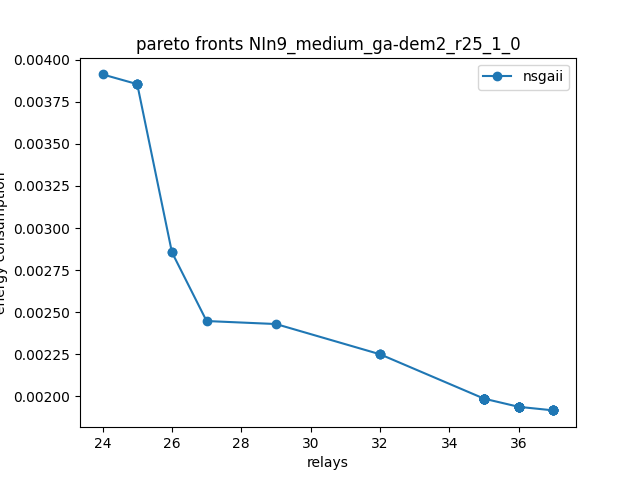 pareto fronts NIn9_medium_ga-dem2_r25_1_0
nsgaii
energy consumption
0.00400
0.00375
0.00350
0.00325
0.00300
0.00275
0.00250
0.00225
0.00200
24 26 28 30 32 34 36
relays